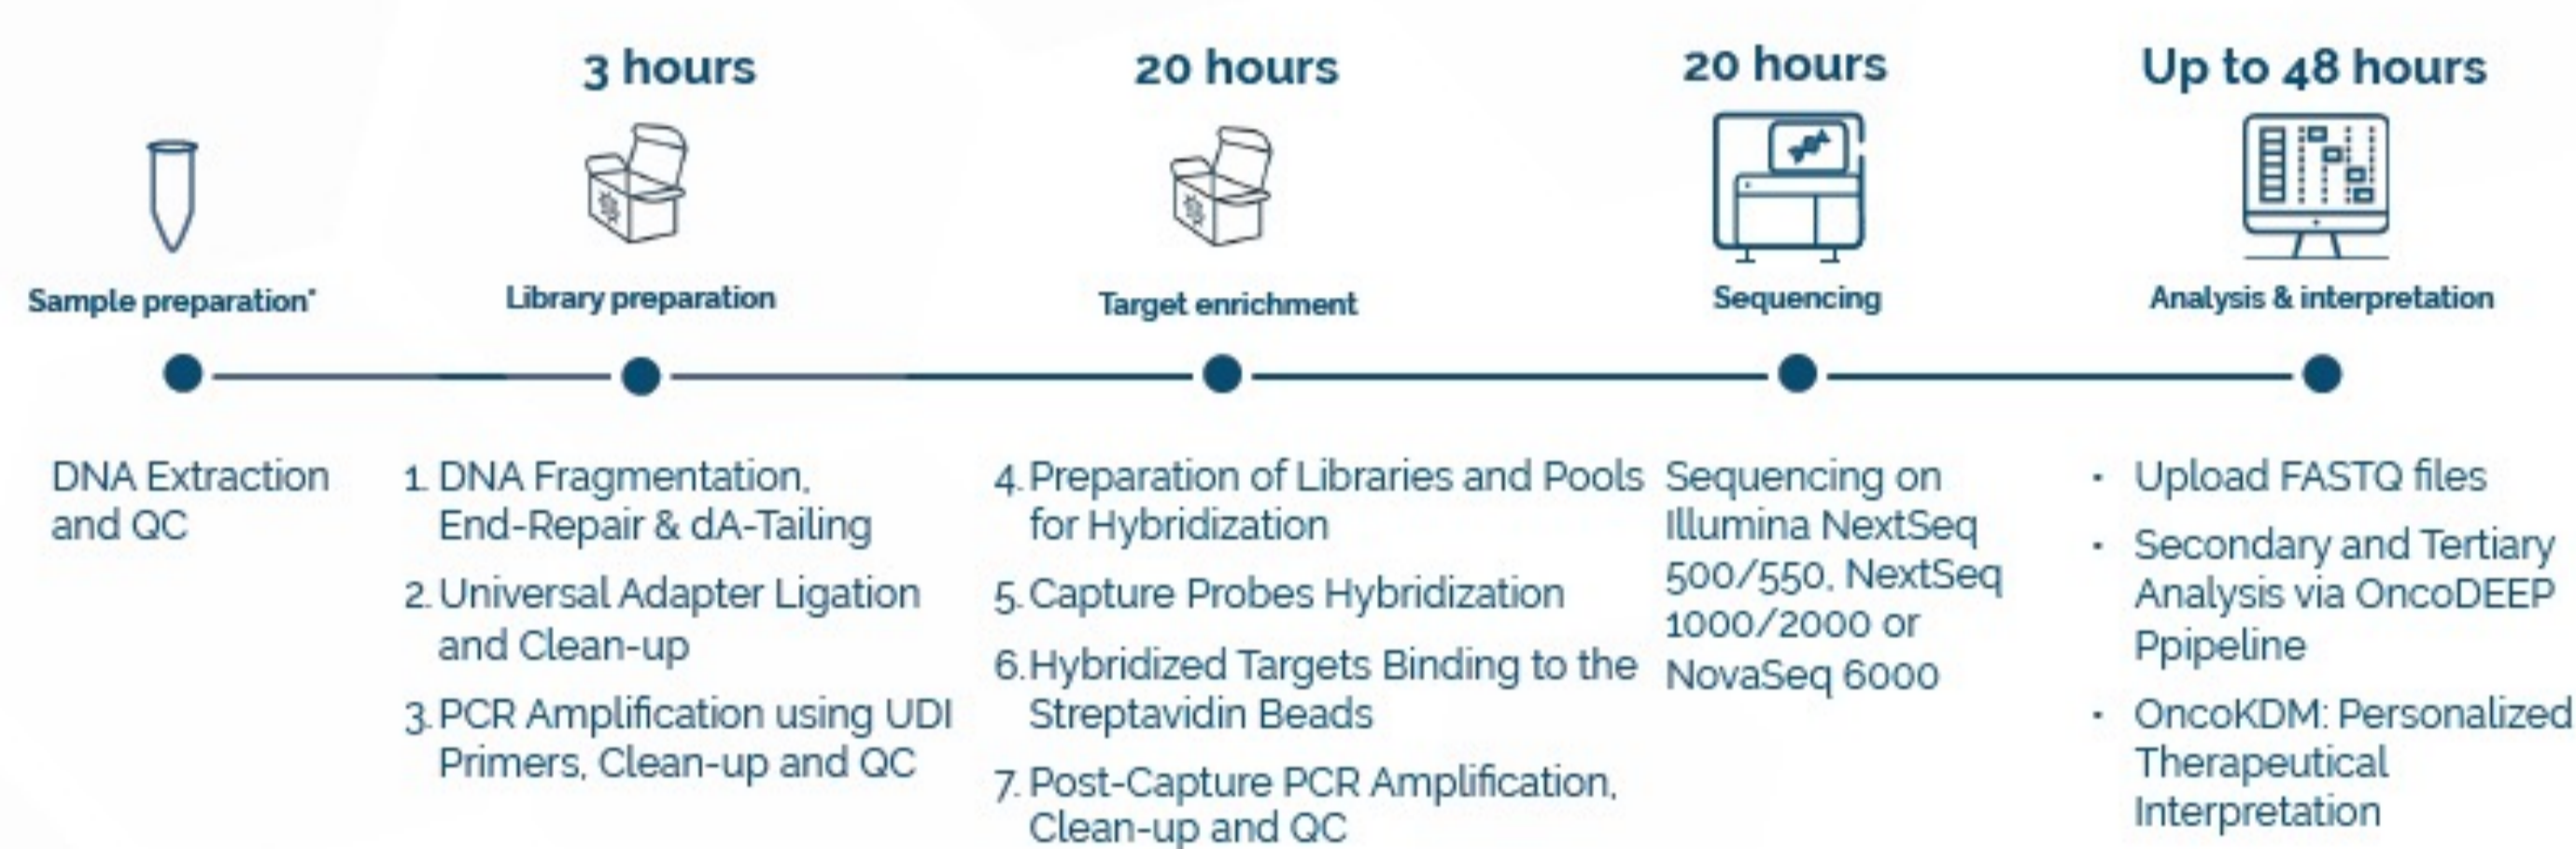 3 hours
20 hours
20 hours
Up to 48 hours
Sample preparation*
Library preparation
Target enrichment
Sequencing
Analysis & interpretation
DNA Extraction
and QC
1. DNA Fragmentation,
End-Repair & dA-Tailing
2. Universal Adapter Ligation
and Clean-up
3. PCR Amplification using UDI
Primers, Clean-up and QC
4. Preparation of Libraries and Pools
for Hybridization
5. Capture Probes Hybridization
6. Hybridized Targets Binding to the
Streptavidin Beads
7. Post-Capture PCR Amplification,
Clean-up and QC
Sequencing on
Illumina NextSeq
500/550, NextSeq
1000/2000 or
NovaSeq 6000
· Upload FASTQ files
· Secondary and Tertiary
Analysis via OncoDEEP
Ppipeline
· OncoKDM: Personalized
Therapeutical
Interpretation